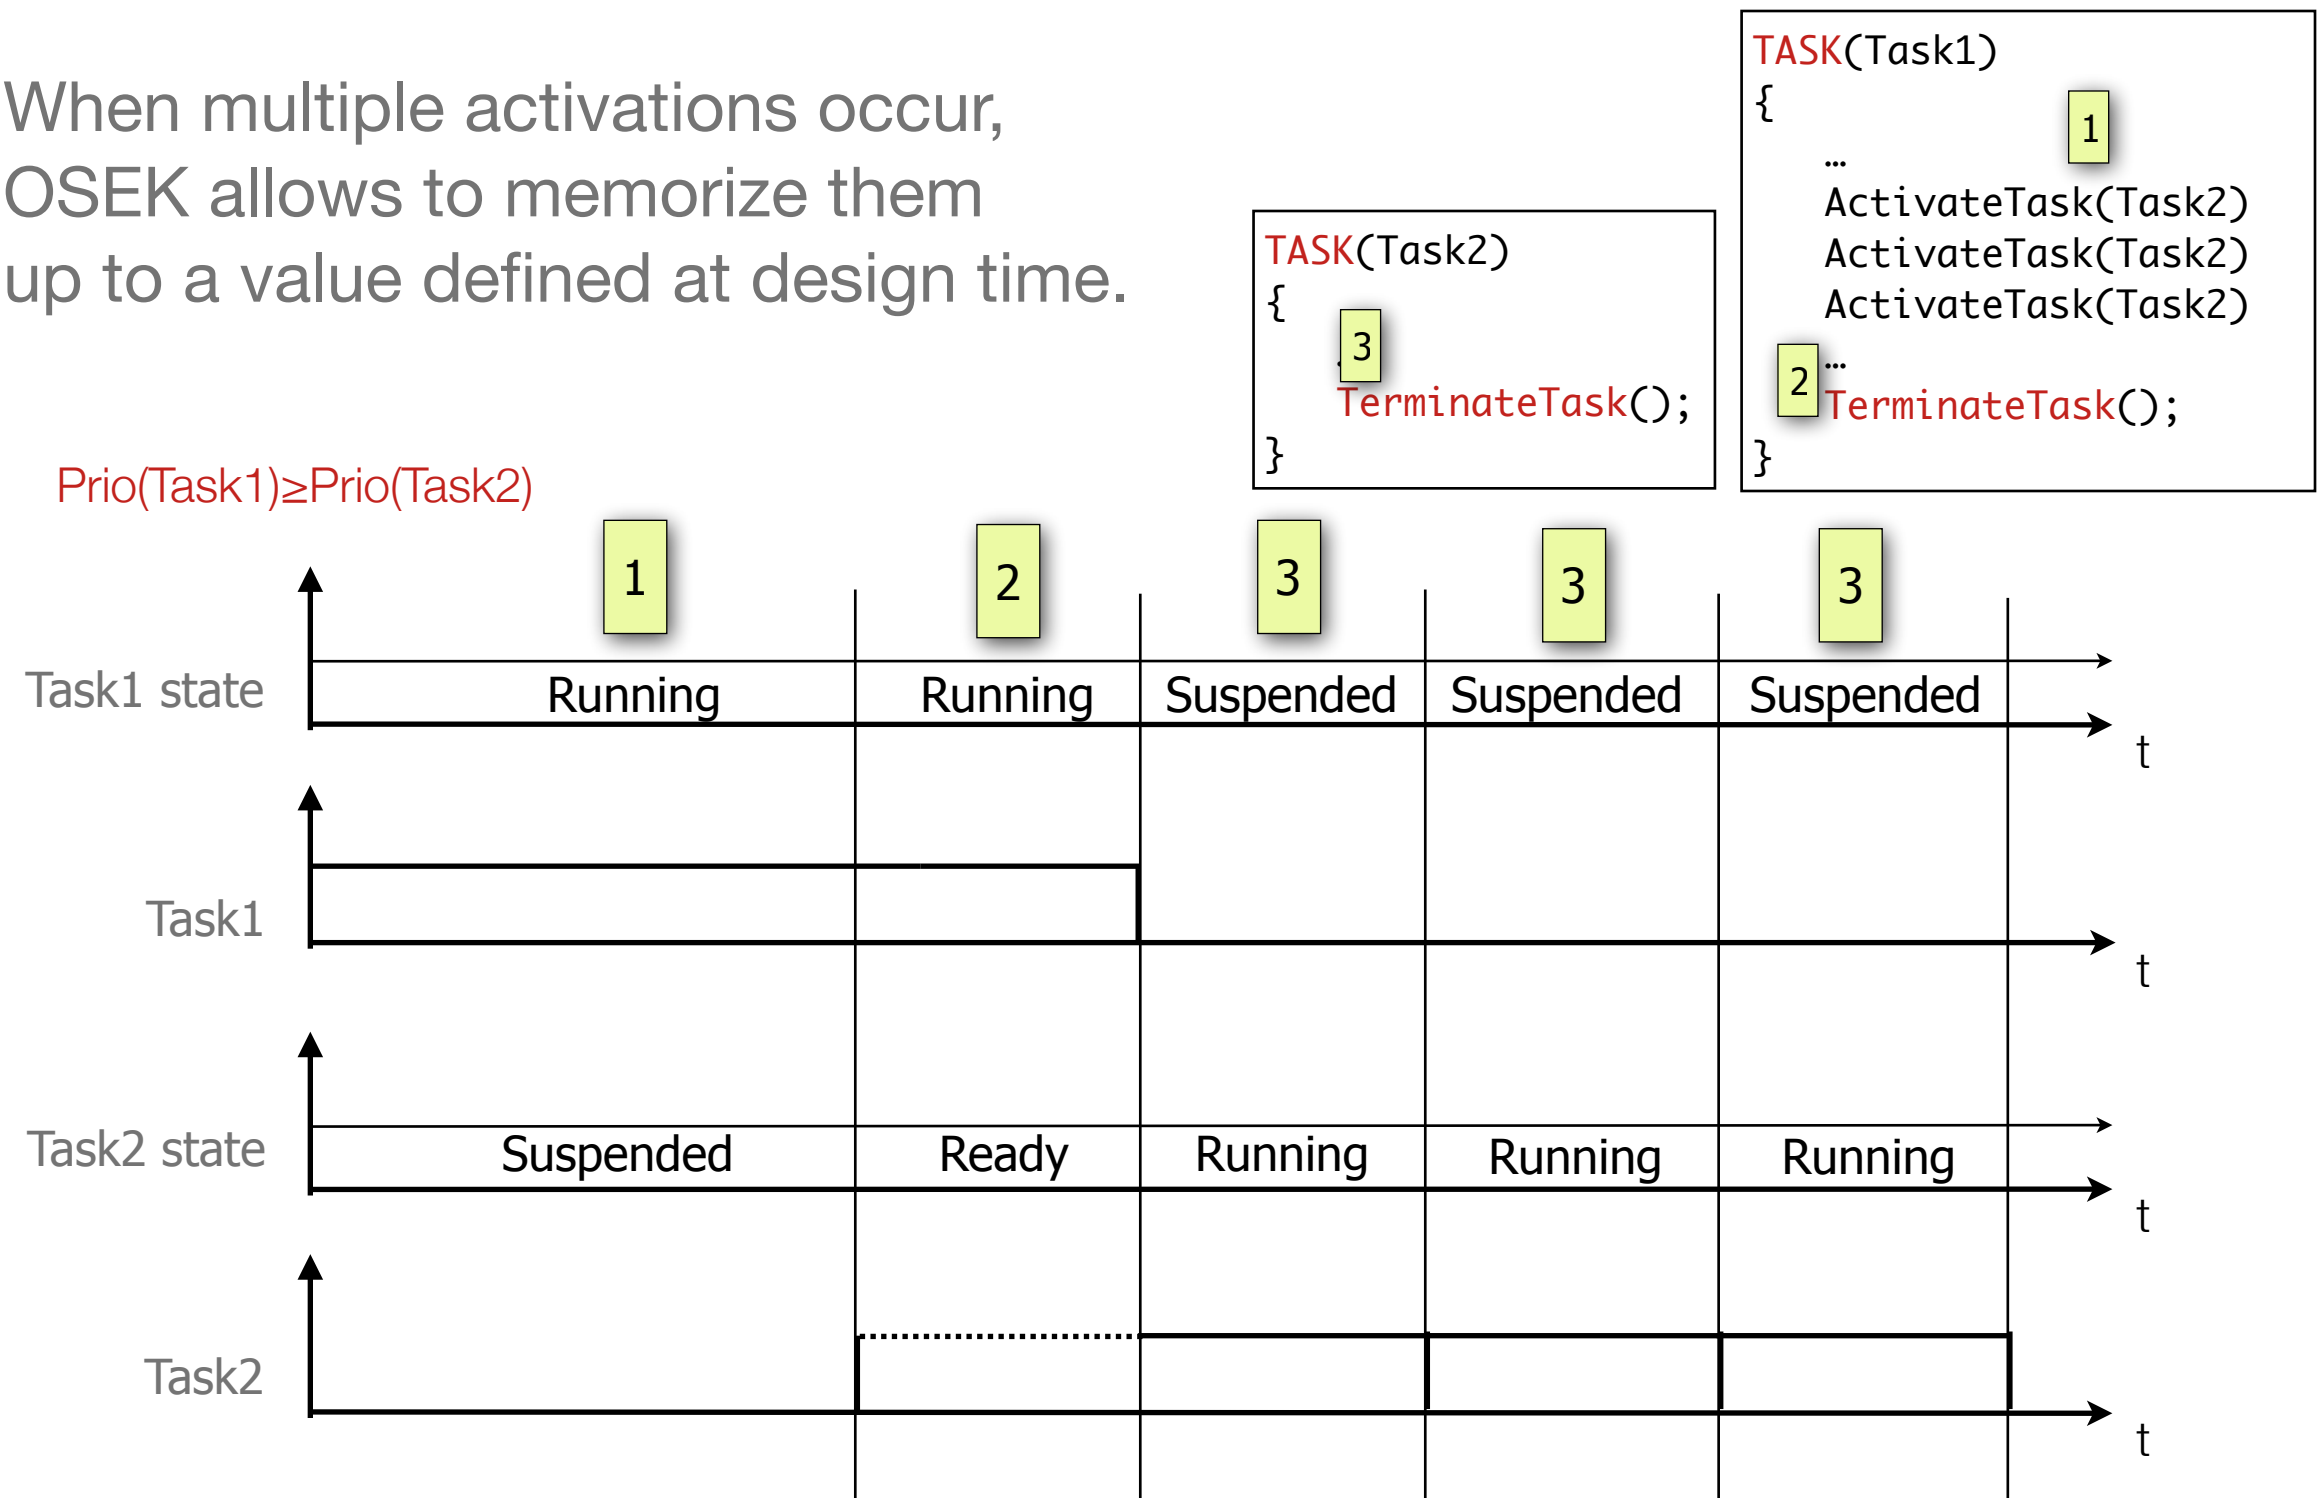 When multiple activations occur,
OSEK allows to memorize them
up to a value defined at design time.
TASK(Task2)
{
3
TerminateTask();
}
TASK(Task1)
{
1
…
ActivateTask(Task2)
ActivateTask(Task2)
ActivateTask(Task2)
2 …
TerminateTask();
}
Prio(Task1)≥Prio(Task2)
1 2 3 3 3
Task1 state Running Running Suspended Suspended Suspended
t
Task1
t
Task2 state Suspended Ready Running Running Running
t
Task2
t